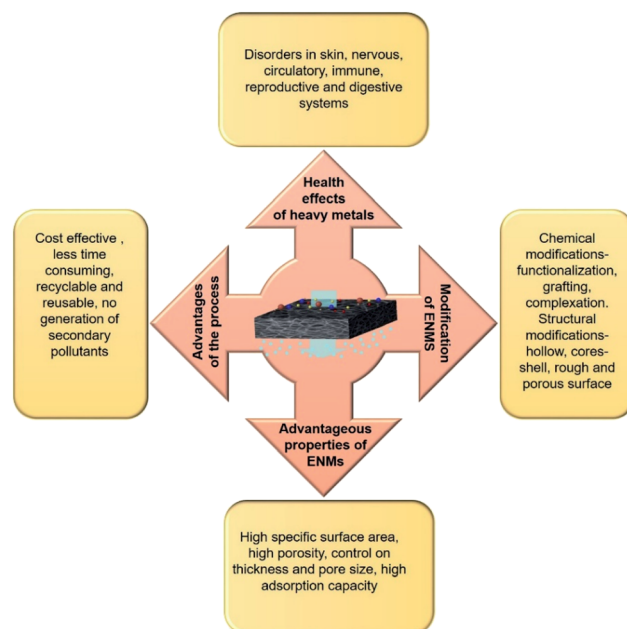 Disorders in skin, nervous,
circulatory, immune,
reproductive and digestive
systems
Health
effects
of heavy metals
Cost effective ,
less time
consuming,
recyclable and
reusable, no
generation of
secondary
pollutants
Advantages
of the process
Modification
of ENMS
Chemical
modifications-
functionalization,
grafting,
complexation.
Structural
modifications-
hollow, cores-
shell, rough and
porous surface
Advantageous
properties of
ENMs
High specific surface area,
high porosity, control on
thickness and pore size, high
adsorption capacity